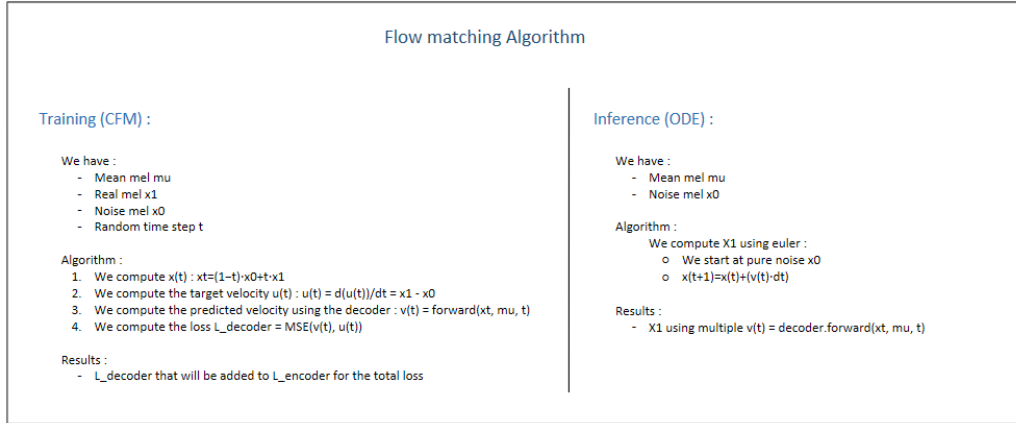 Flow matching Algorithm
Training (CFM) :
We have :
- Mean mel mu
- Real mel x1
- Noise mel x0
- Random time step t
Algorithm :
1. We compute x(t) : xt=(1−t)·x0+t·x1
2. We compute the target velocity u(t) : u(t) = d(u(t))/dt = x1 - x0
3. We compute the predicted velocity using the decoder : v(t) = forward(xt, mu, t)
4. We compute the loss L_decoder = MSE(v(t), u(t))
Results :
- L_decoder that will be added to L_encoder for the total loss
Inference (ODE) :
We have :
- Mean mel mu
- Noise mel x0
Algorithm :
We compute X1 using euler :
o We start at pure noise x0
o x(t+1)=x(t)+(v(t)·dt)
Results :
- X1 using multiple v(t) = decoder.forward(xt, mu, t)